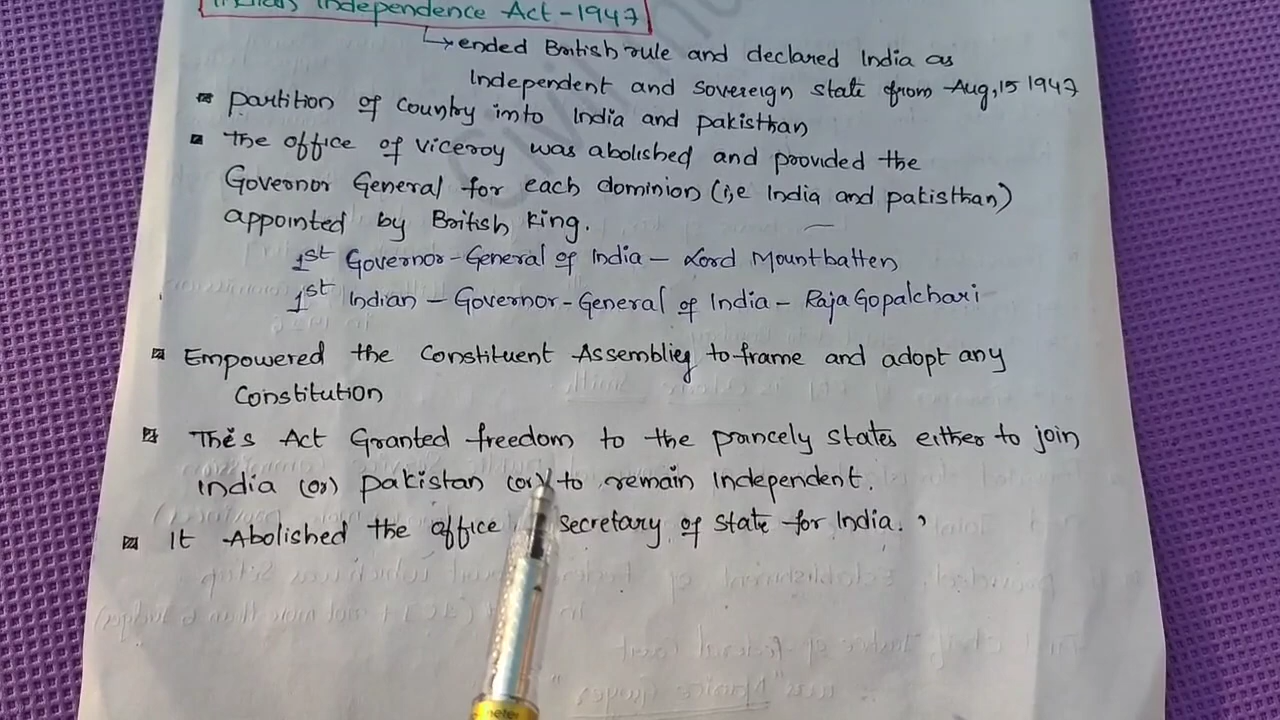 Indian Independence Act - 1947
↳ ended British rule and declared India as
Independent and sovereign state from Aug, 15 1947
partition of country into India and pakisthan
The office of viceroy was abolished and provided the
Governor General for each dominion (i,e India and pakisthan)
appointed by British king.
1st Governor-General of India - Lord Mountbatten
1st Indian - Governor-General of India - Raja Gopalchari
Empowered the Constituent Assembliey to frame and adopt any
Constitution
This Act Granted freedom to the princely states either to join
India (or) pakistan (or) to remain independent.
It Abolished the office secretary of state for India.